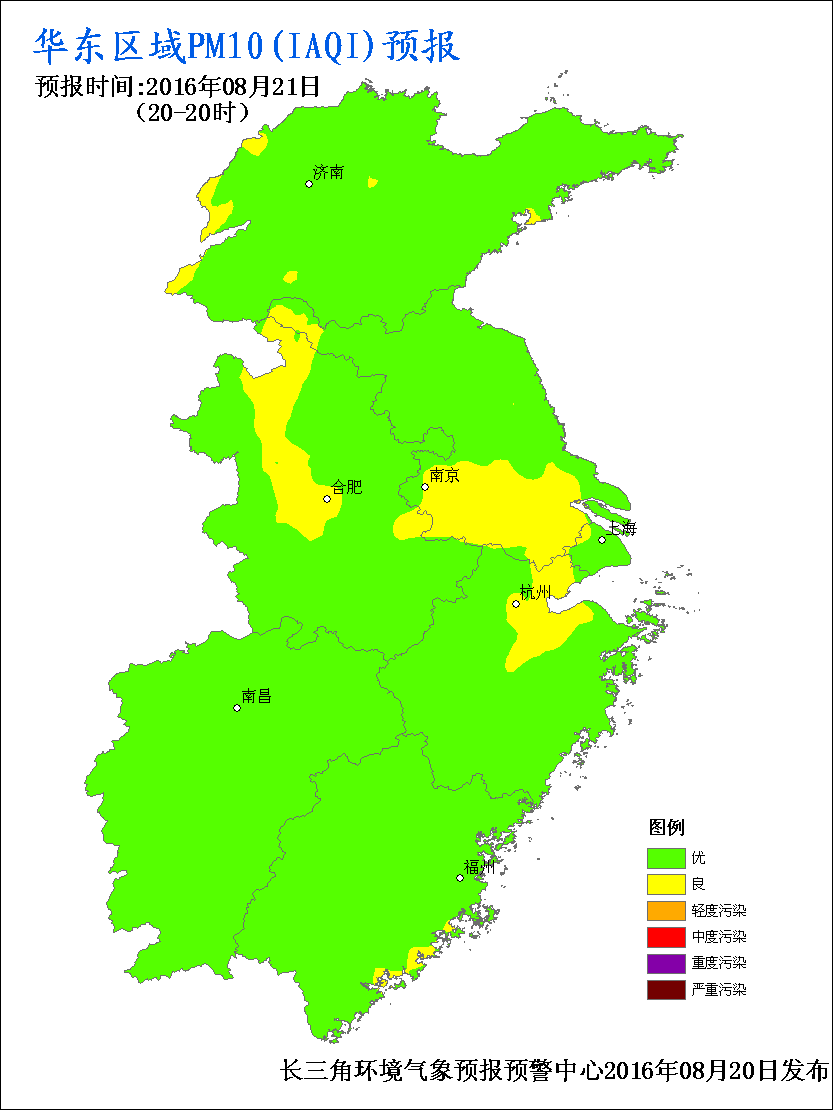 华东区域PM10(IAQI)预报
预报时间:2016年08月21日
(20-20时)
济南
合肥
南京
上海
杭州
南昌
福州
图例
优
良
轻度污染
中度污染
重度污染
严重污染
长三角环境气象预报预警中心2016年08月20日发布